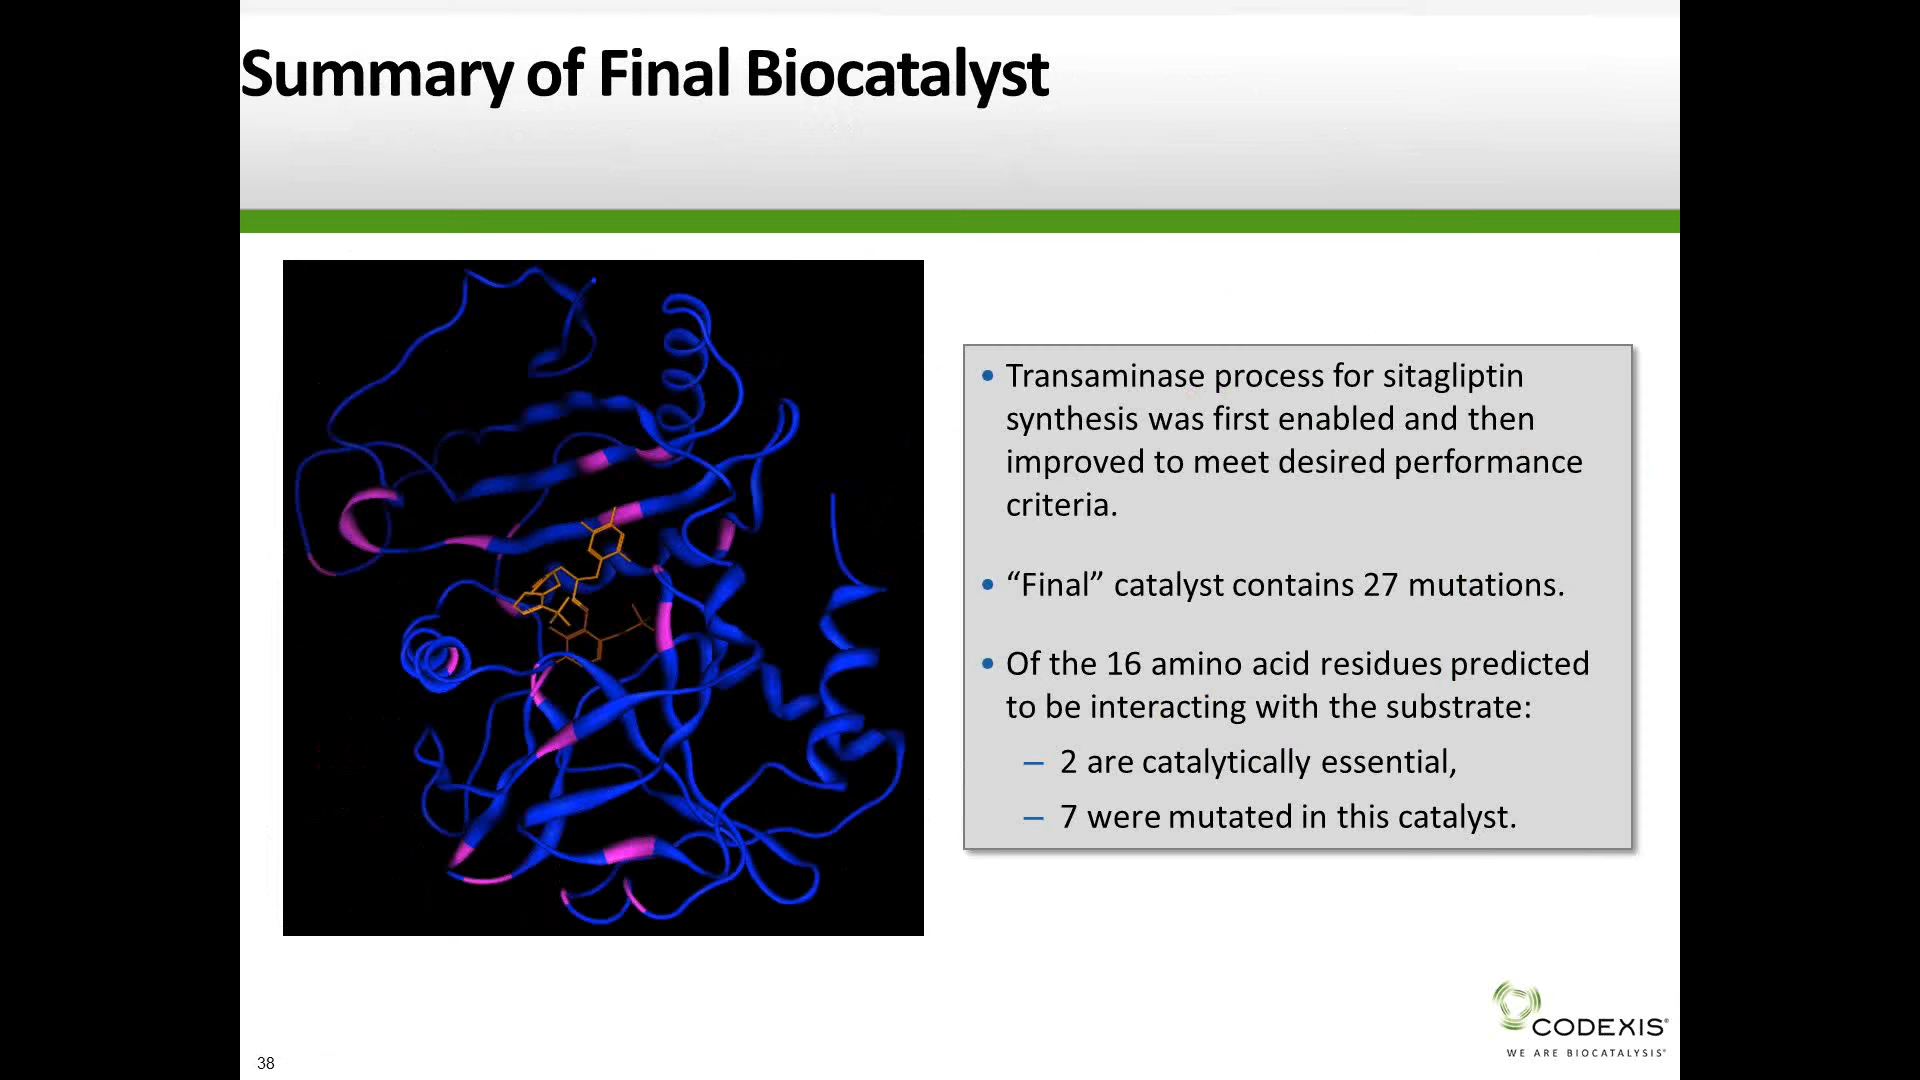 Summary of Final Biocatalyst
• Transaminase process for sitagliptin
synthesis was first enabled and then
improved to meet desired performance
criteria.
• “Final” catalyst contains 27 mutations.
• Of the 16 amino acid residues predicted
to be interacting with the substrate:
– 2 are catalytically essential,
– 7 were mutated in this catalyst.
CODEXIS®
WE ARE BIOCATALYSIS®
38